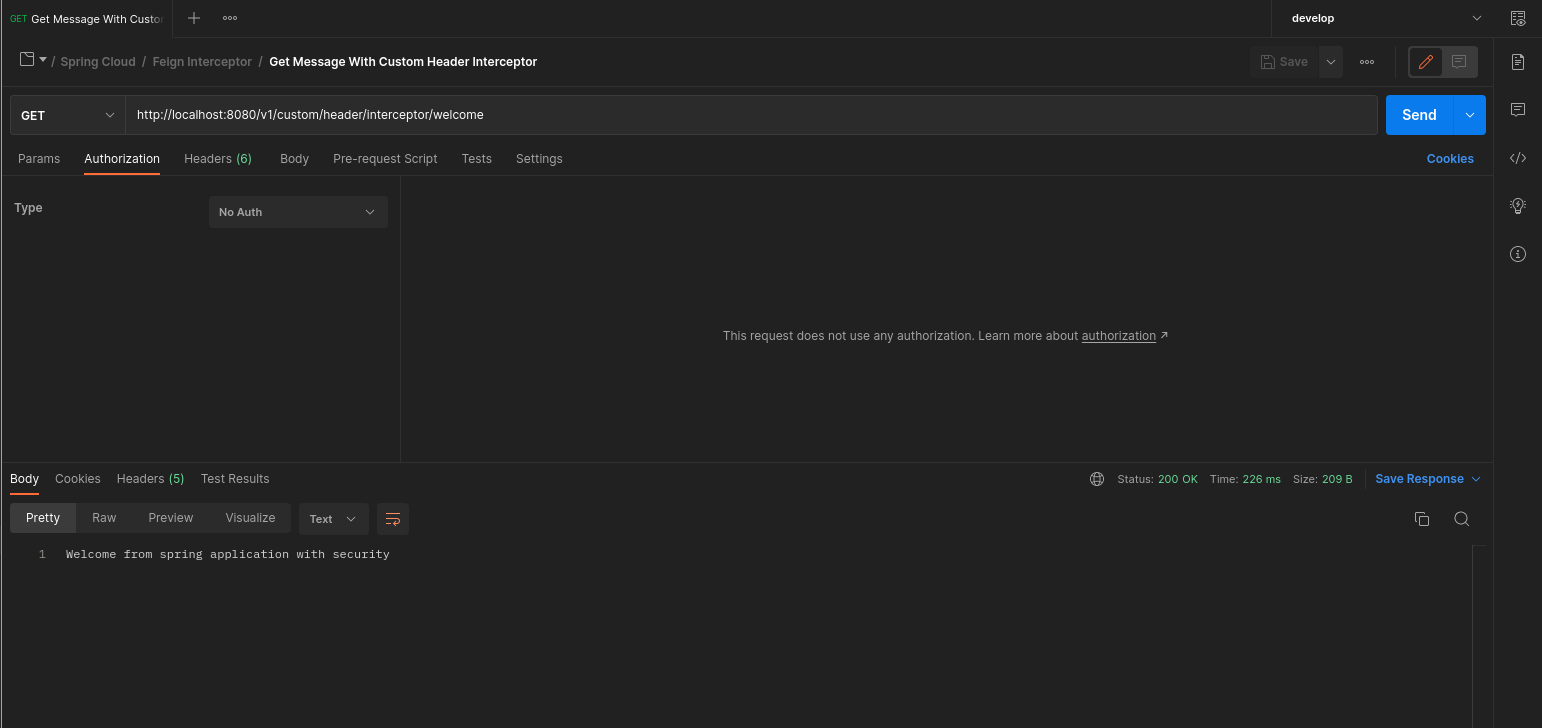 GET Get Message With Custor
develop
/ Spring Cloud / Feign Interceptor / Get Message With Custom Header Interceptor
Save
GET
http://localhost:8080/v1/custom/header/interceptor/welcome
Send
Params Authorization Headers (6) Body Pre-request Script Tests Settings Cookies
Type
No Auth
This request does not use any authorization. Learn more about authorization ↗
Body Cookies Headers (5) Test Results Status: 200 OK Time: 226 ms Size: 209 B Save Response
Pretty Raw Preview Visualize Text
1 Welcome from spring application with security